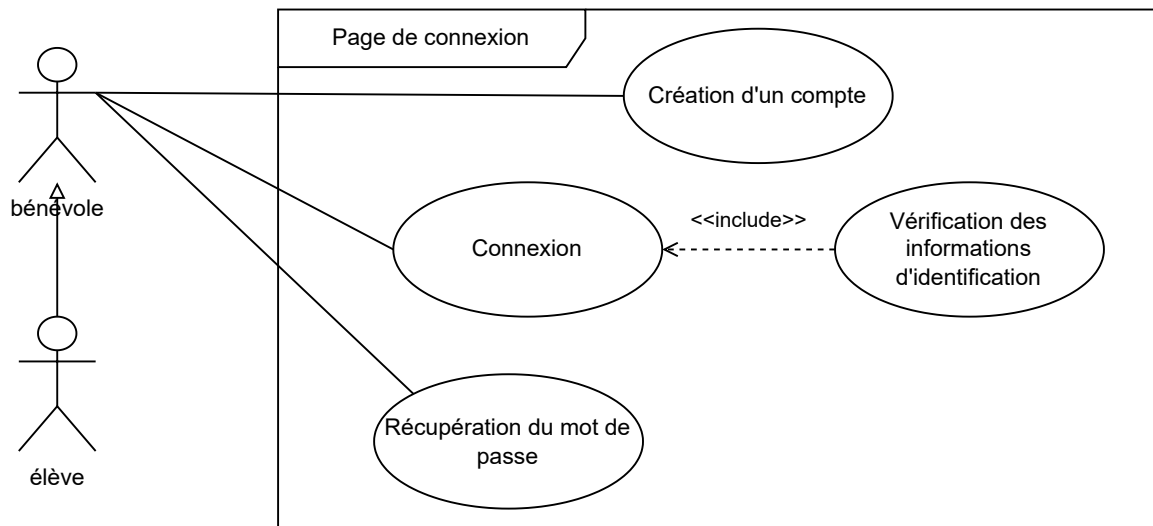 Page de connexion
Création d'un compte
bénévole
<<include>>
Connexion
Vérification des
informations
d'identification
Récupération du mot de
passe
élève